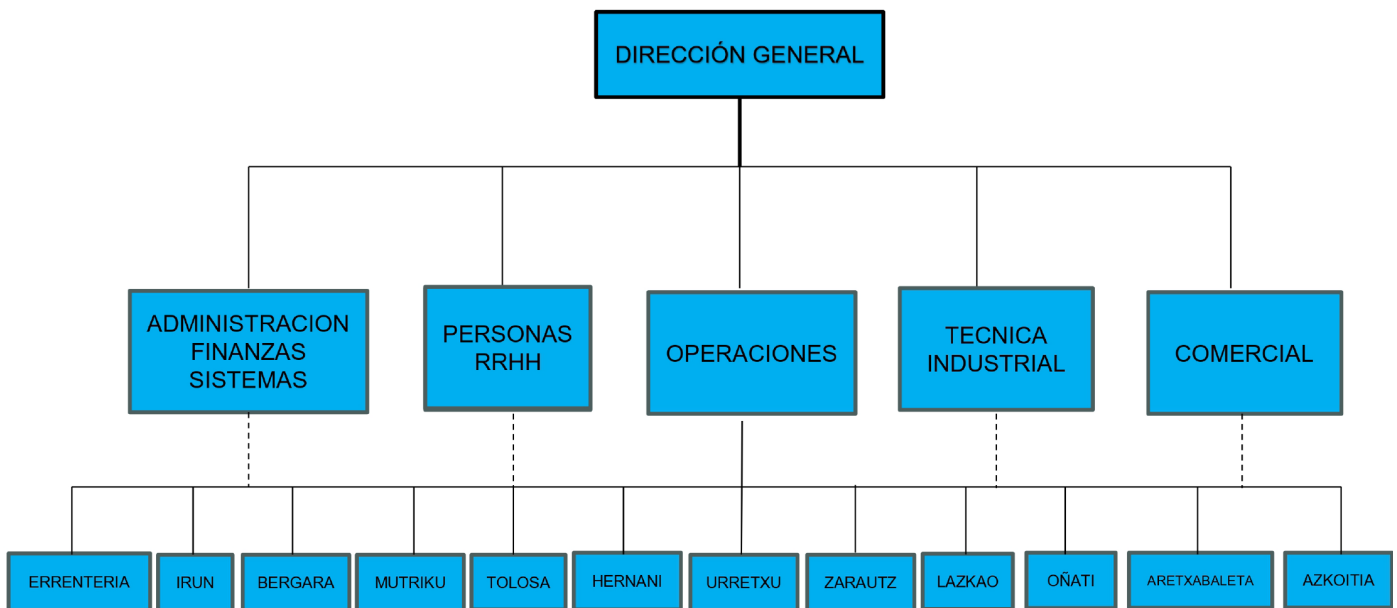 DIRECCIÓN GENERAL
ADMINISTRACION
FINANZAS
SISTEMAS
PERSONAS
RRHH
OPERACIONES
TECNICA
INDUSTRIAL
COMERCIAL
ERRENTERIA
IRUN
BERGARA
MUTRIKU
TOLOSA
HERNANI
URRETXU
ZARAUTZ
LAZKAO
OÑATI
ARETXABALETA
AZKOITIA